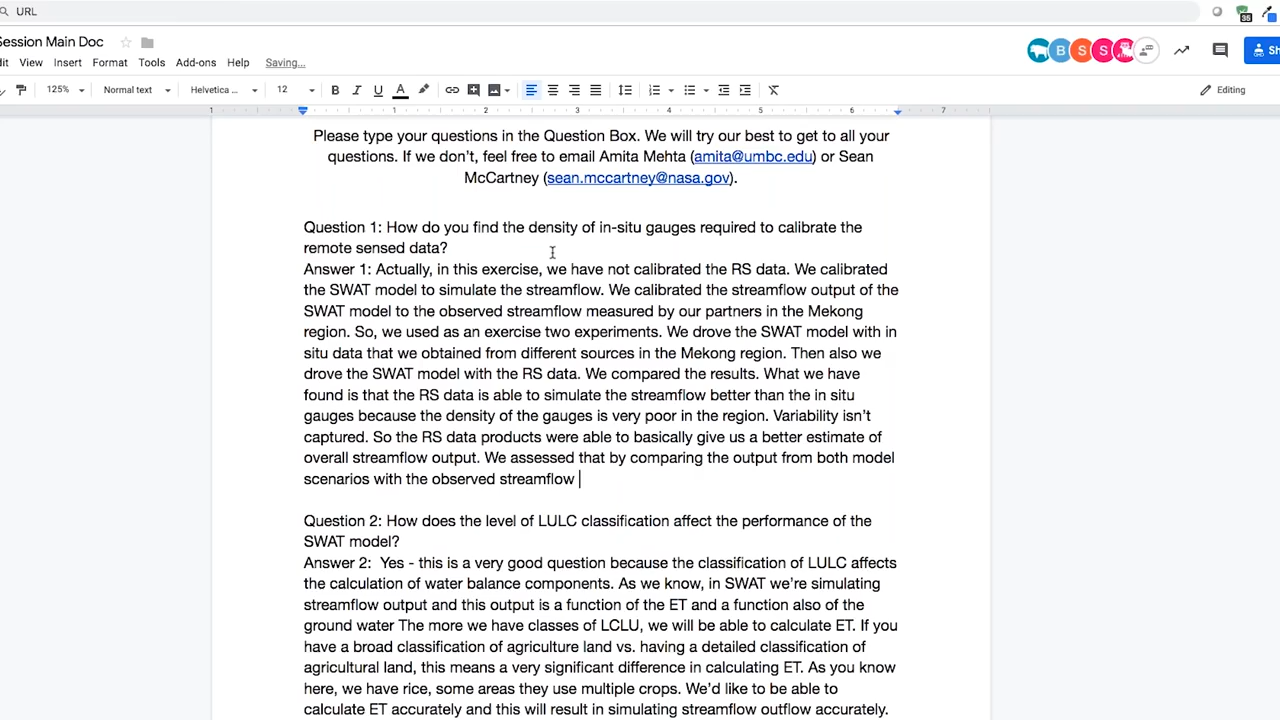 URL
Session Main Doc
View Insert Format Tools Add-ons Help Saving...
125% Normal text Helvetica ... 12 B I U A Editing
B S S
1 1 2 3 4 5 6 7
Please type your questions in the Question Box. We will try our best to get to all your
questions. If we don't, feel free to email Amita Mehta (amita@umbc.edu) or Sean
McCartney (sean.mccartney@nasa.gov).
Question 1: How do you find the density of in-situ gauges required to calibrate the
remote sensed data?
Answer 1: Actually, in this exercise, we have not calibrated the RS data. We calibrated
the SWAT model to simulate the streamflow. We calibrated the streamflow output of the
SWAT model to the observed streamflow measured by our partners in the Mekong
region. So, we used as an exercise two experiments. We drove the SWAT model with in
situ data that we obtained from different sources in the Mekong region. Then also we
drove the SWAT model with the RS data. We compared the results. What we have
found is that the RS data is able to simulate the streamflow better than the in situ
gauges because the density of the gauges is very poor in the region. Variability isn't
captured. So the RS data products were able to basically give us a better estimate of
overall streamflow output. We assessed that by comparing the output from both model
scenarios with the observed streamflow
Question 2: How does the level of LULC classification affect the performance of the
SWAT model?
Answer 2:  Yes - this is a very good question because the classification of LULC affects
the calculation of water balance components. As we know, in SWAT we're simulating
streamflow output and this output is a function of the ET and a function also of the
ground water The more we have classes of LCLU, we will be able to calculate ET. If you
have a broad classification of agriculture land vs. having a detailed classification of
agricultural land, this means a very significant difference in calculating ET. As you know
here, we have rice, some areas they use multiple crops. We'd like to be able to
calculate ET accurately and this will result in simulating streamflow outflow accurately.